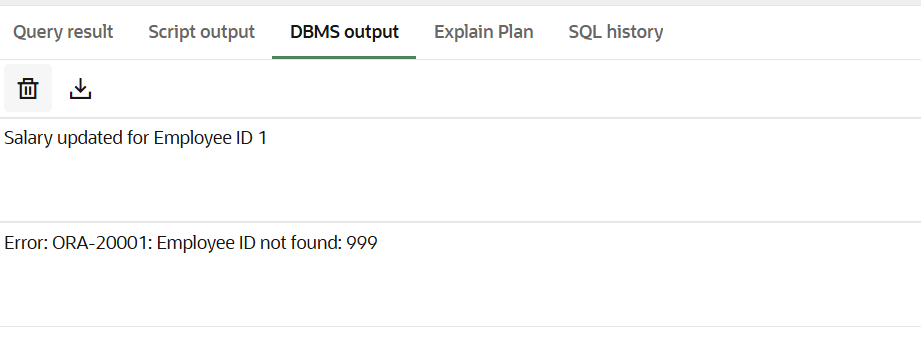 Query result Script output DBMS output Explain Plan SQL history
Salary updated for Employee ID 1
Error: ORA-20001: Employee ID not found: 999